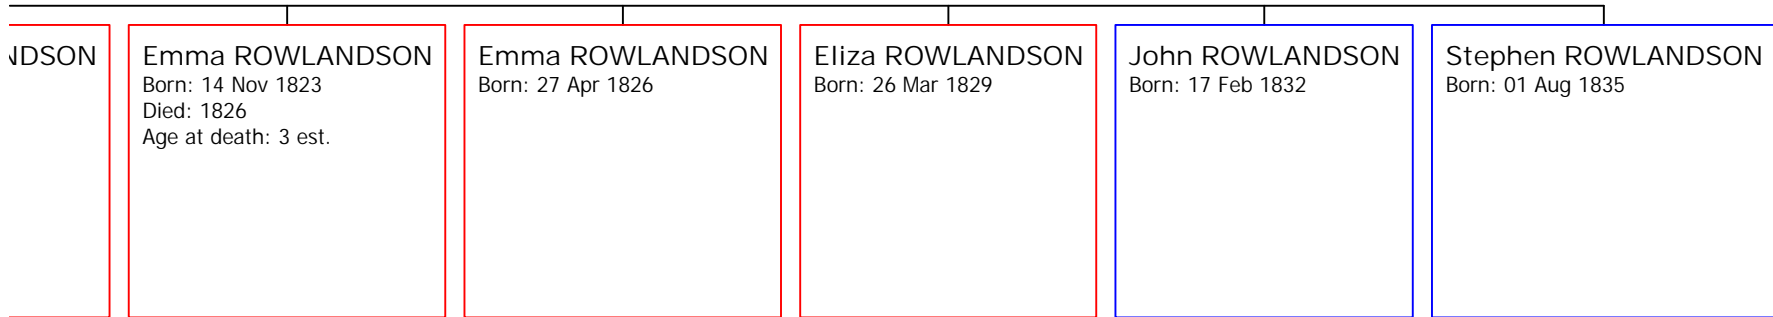 NDSON
Emma ROWLANDSON
Born: 14 Nov 1823
Died: 1826
Age at death: 3 est.
Emma ROWLANDSON
Born: 27 Apr 1826
Eliza ROWLANDSON
Born: 26 Mar 1829
John ROWLANDSON
Born: 17 Feb 1832
Stephen ROWLANDSON
Born: 01 Aug 1835